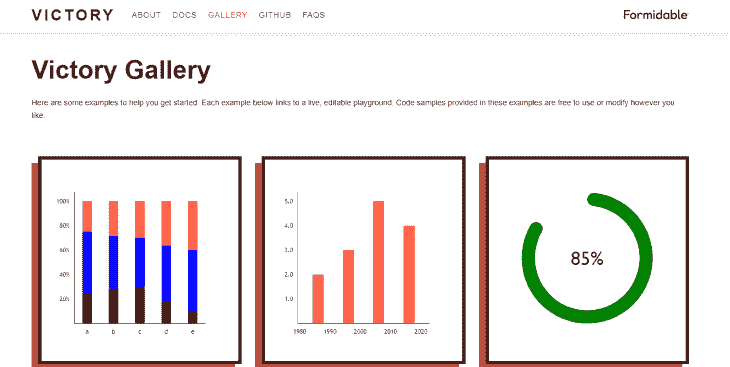 VICTORY ABOUT DOCS GALLERY GITHUB FAQS Formidable
Victory Gallery
Here are some examples to help you get started. Each example below links to a live, editable playground. Code samples provided in these examples are free to use or modify however you
like.
100%
80%
60%
40%
20%
a b c d e
5.0
4.0
3.0
2.0
1.0
1980 1990 2000 2010 2020
85%